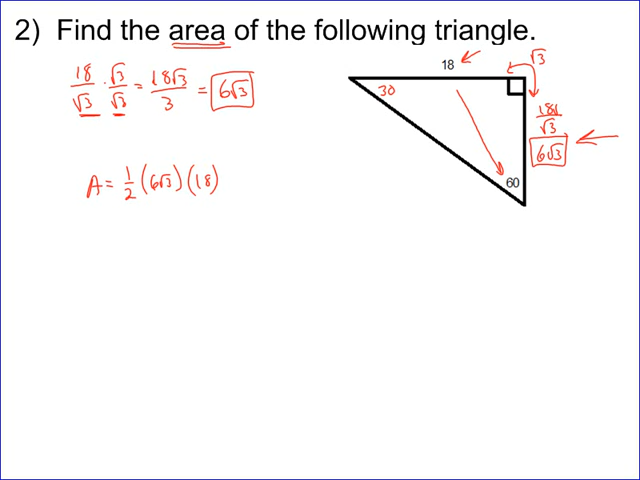 2) Find the area of the following triangle.
18/√3 · √3/√3 = 18√3/3 = 6√3
A = 1/2 (6√3)(18)
18
√3
30
18/√3
6√3
60